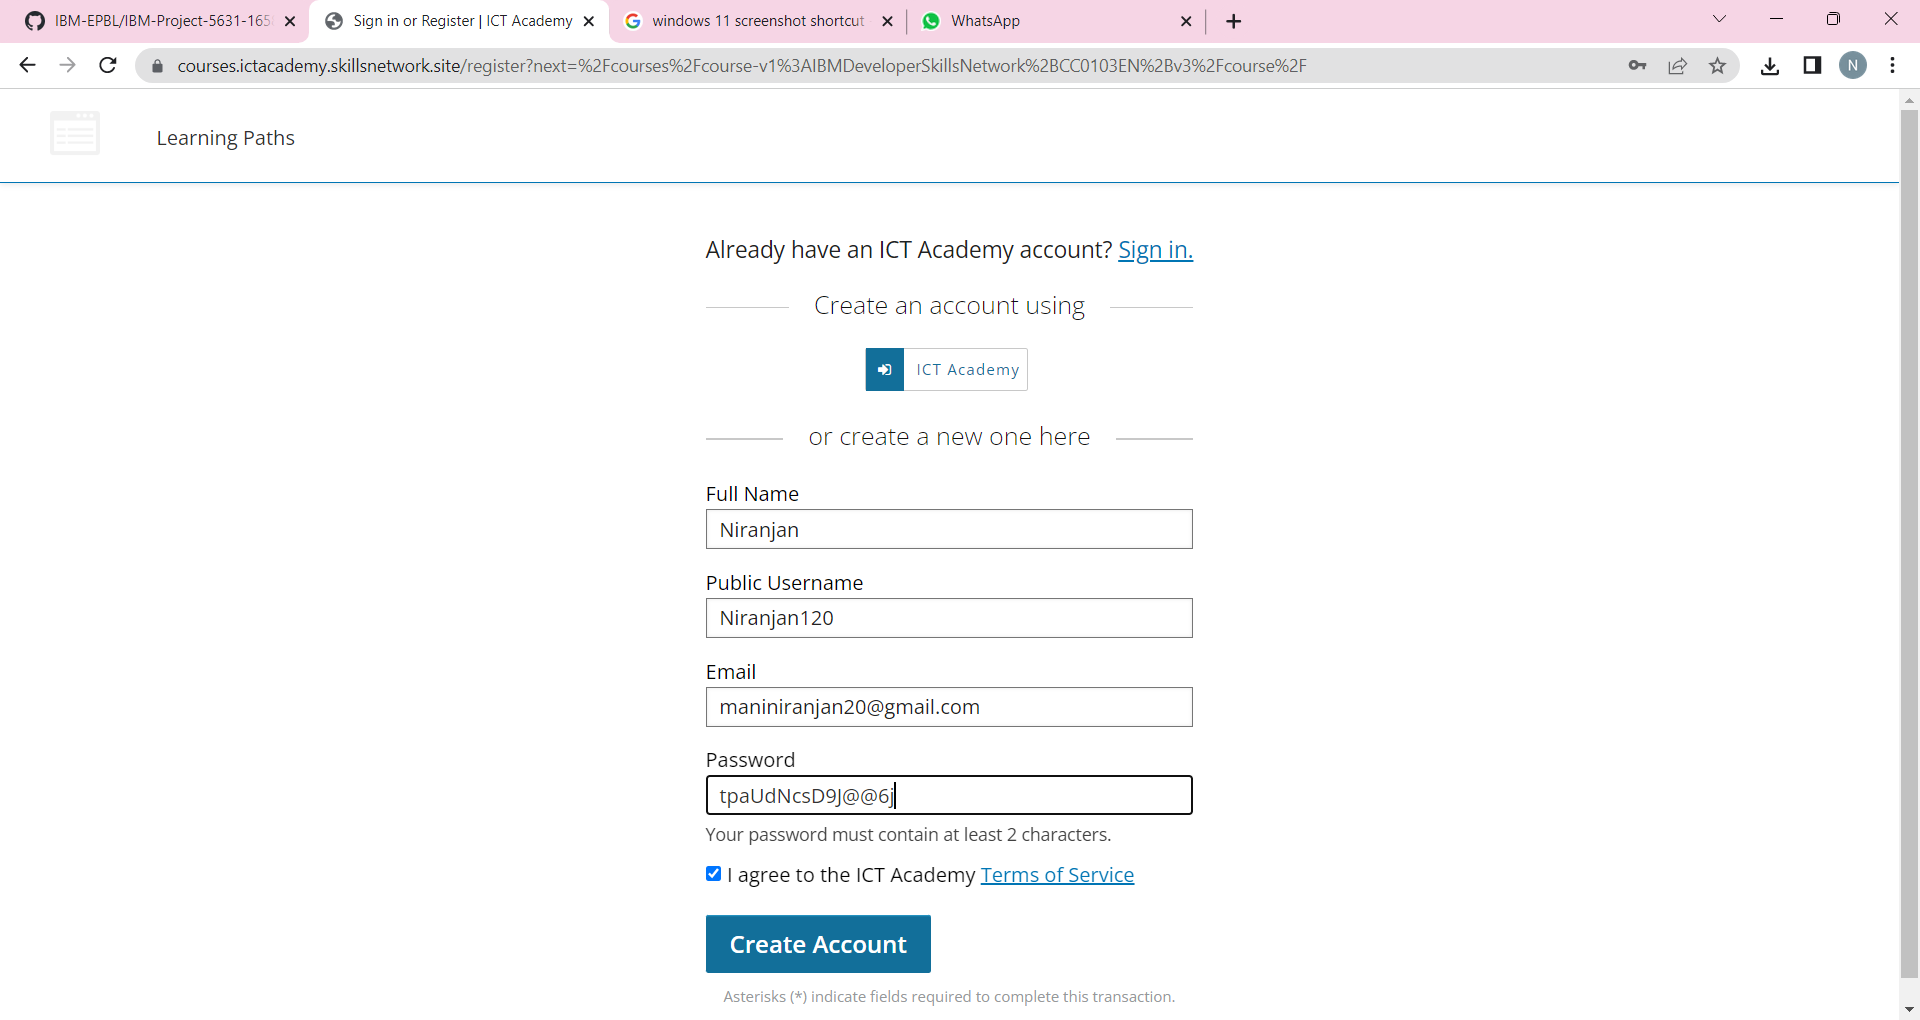 IBM-EPBL/IBM-Project-5631-165
Sign in or Register | ICT Academy
windows 11 screenshot shortcut
WhatsApp
courses.ictacademy.skillsnetwork.site/register?next=%2Fcourses%2Fcourse-v1%3AIBMDeveloperSkillsNetwork%2BCC0103EN%2Bv3%2Fcourse%2F
N
Learning Paths
Already have an ICT Academy account? Sign in.
Create an account using
ICT Academy
or create a new one here
Full Name
Niranjan
Public Username
Niranjan120
Email
maniniranjan20@gmail.com
Password
tpaUdNcsD9J@@6j
Your password must contain at least 2 characters.
I agree to the ICT Academy Terms of Service
Create Account
Asterisks (*) indicate fields required to complete this transaction.